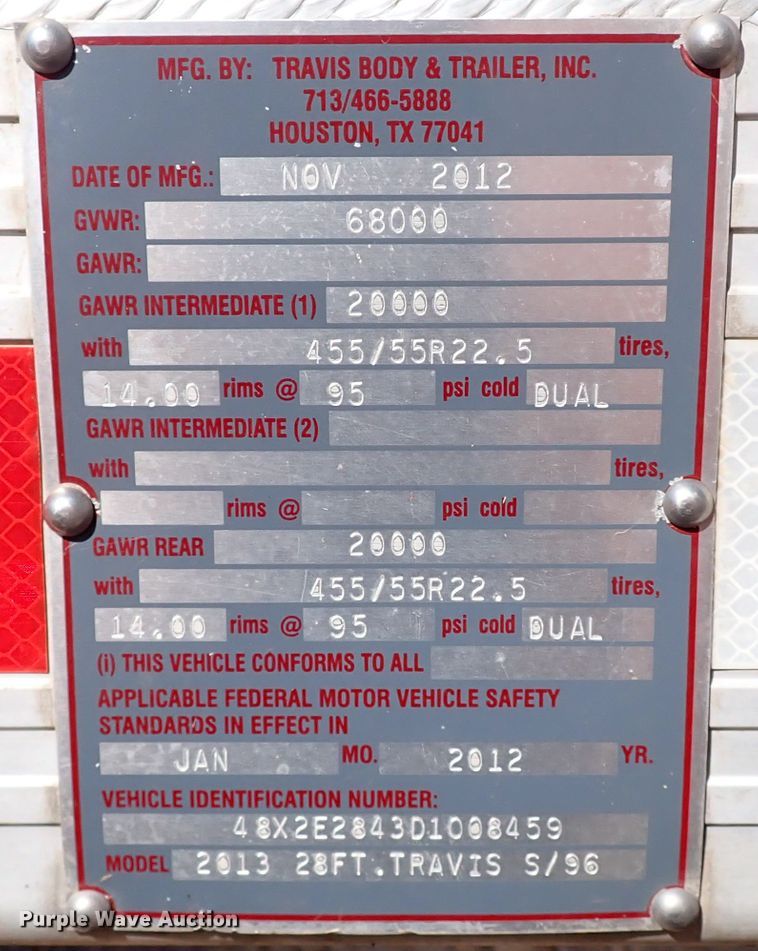 MFG. BY: TRAVIS BODY & TRAILER, INC.
713/466-5888
HOUSTON, TX 77041
DATE OF MFG.: NOV 2012
GVWR: 68000
GAWR:
GAWR INTERMEDIATE (1) 20000
with 455/55R22.5 tires,
14.00 rims @ 95 psi cold DUAL
GAWR INTERMEDIATE (2)
with tires,
rims @ psi cold
GAWR REAR 20000
with 455/55R22.5 tires,
14.00 rims @ 95 psi cold DUAL
(i) THIS VEHICLE CONFORMS TO ALL
APPLICABLE FEDERAL MOTOR VEHICLE SAFETY
STANDARDS IN EFFECT IN
JAN MO. 2012 YR.
VEHICLE IDENTIFICATION NUMBER:
48X2E2843D1008459
MODEL 2013 28FT.TRAVIS S/96
Purple Wave Auction